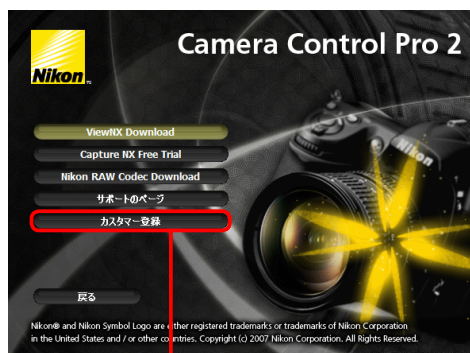 Camera Control Pro 2
Nikon
ViewNX Download
Capture NX Free Trial
Nikon RAW Codec Download
サポートのページ
カスタマー登録
戻る
Nikon® and Nikon Symbol Logo are either registered trademarks or trademarks of Nikon Corporation
in the United States and / or other countries. Copyright (c) 2007 Nikon Corporation. All Rights Reserved.
Nikon